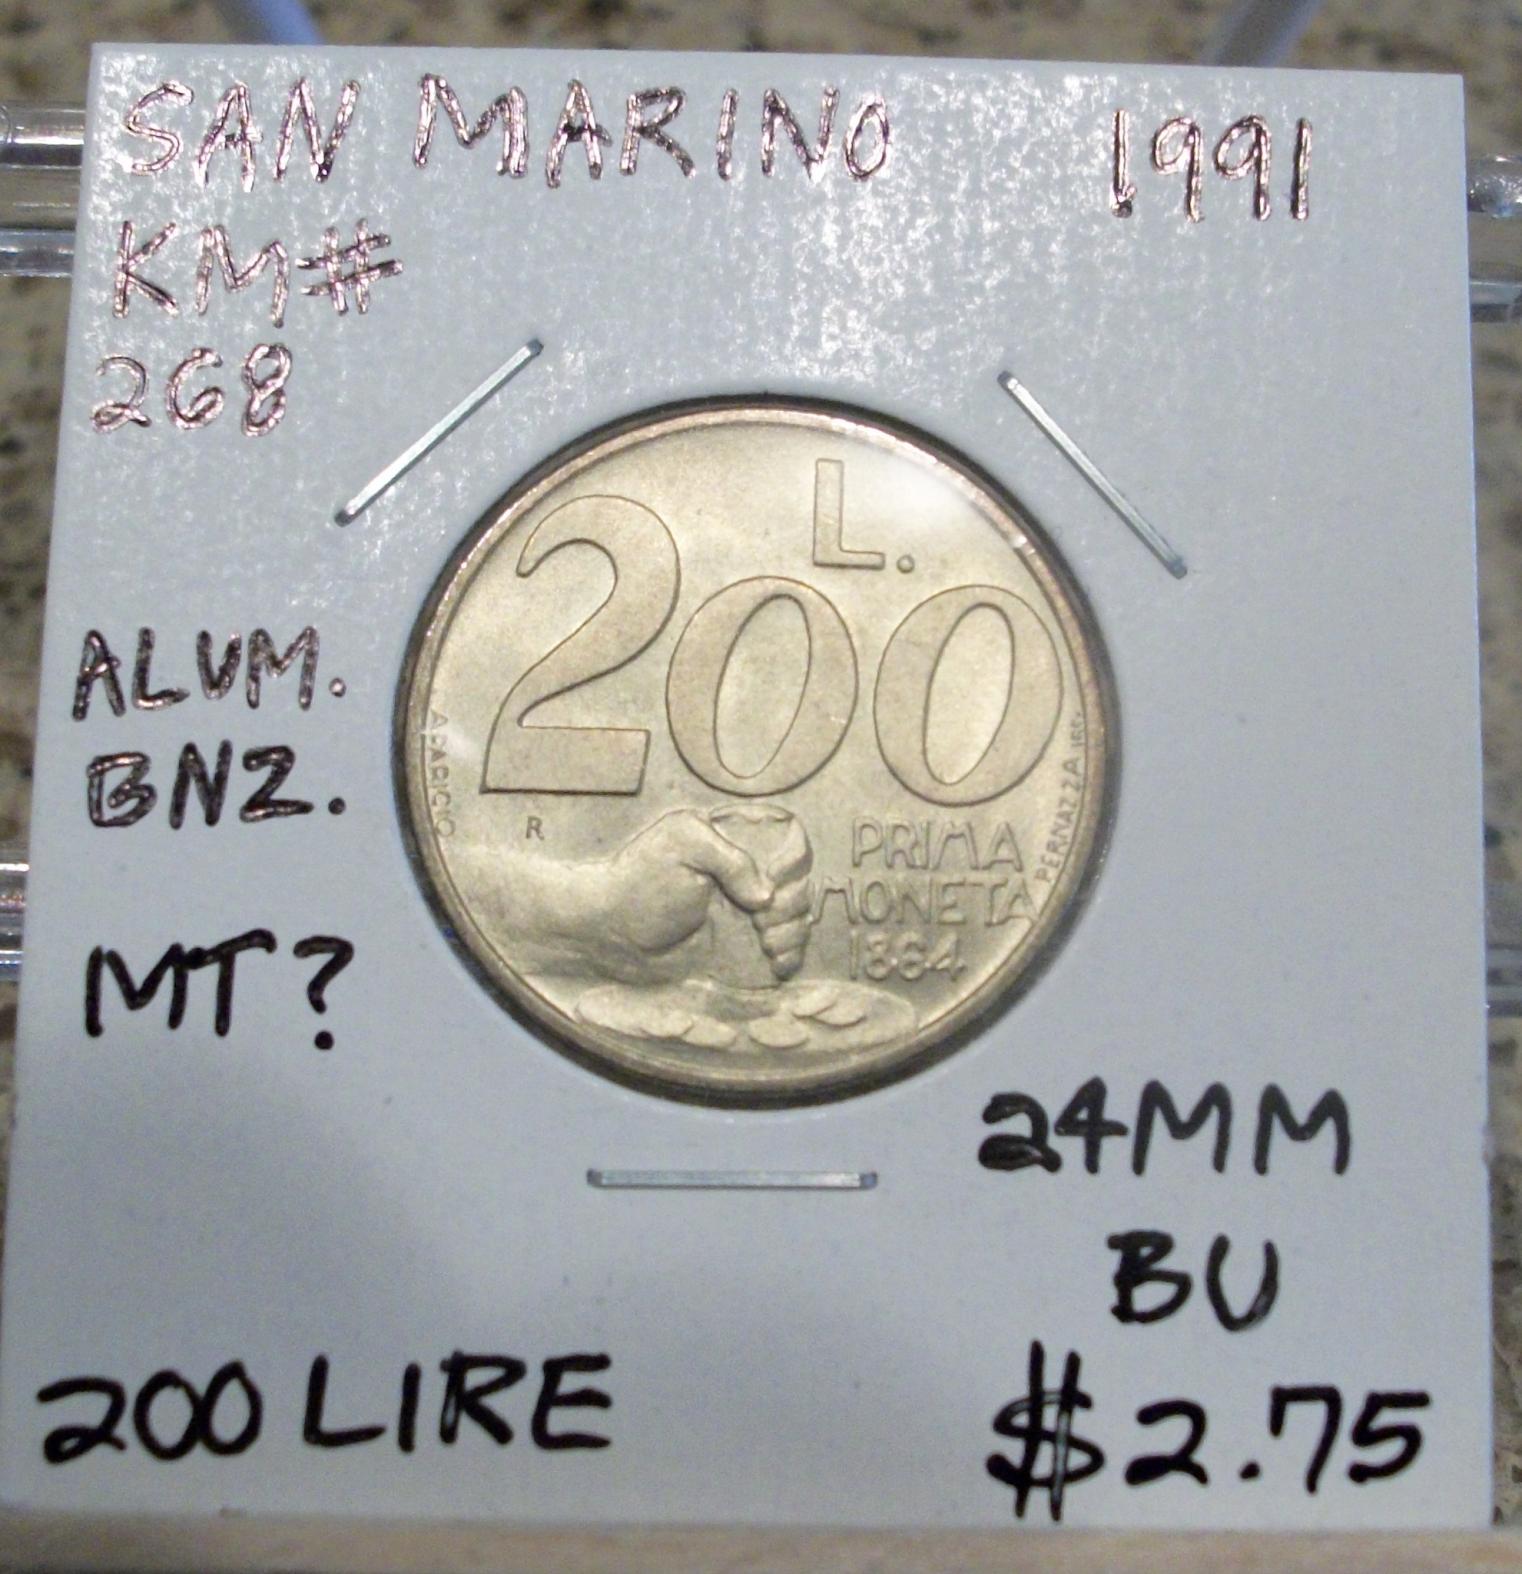 SAN MARINO 1991
KM#
268
ALUM.
BNZ.
MT?
L.
200
APARICIO
R
PRIMA
MONETA
1864
PERNAZZA
24MM
BU
200 LIRE
$2.75